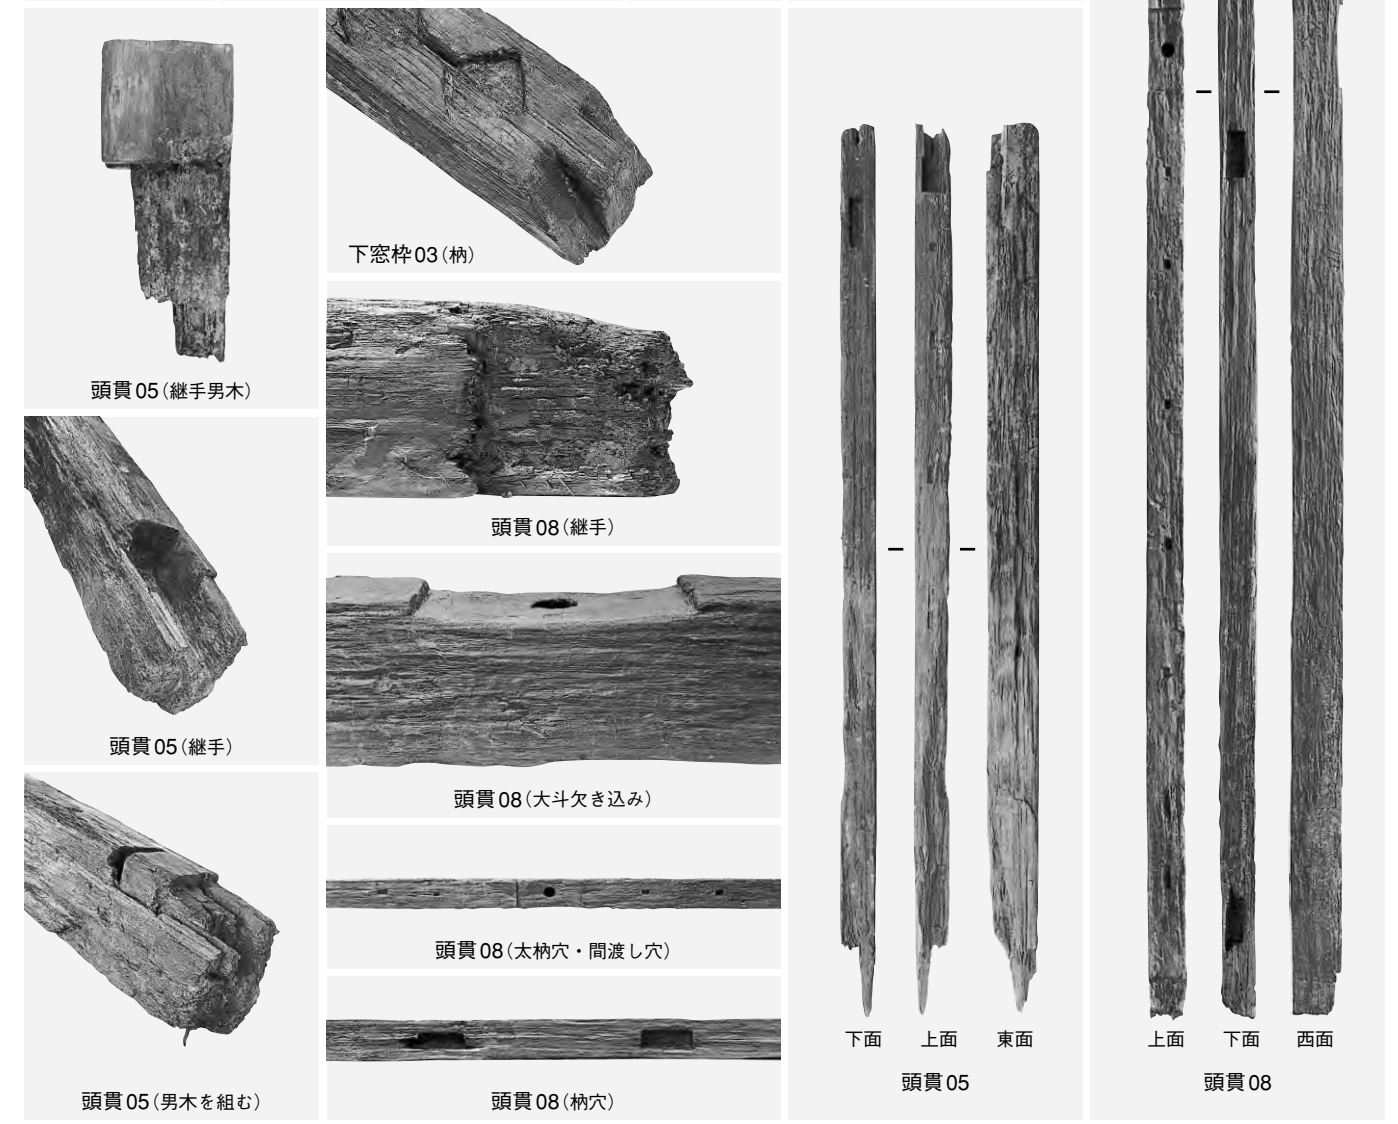 頭貫05（継手男木）
頭貫05（継手）
頭貫05（男木を組む）
下窓枠03（枘）
頭貫08（継手）
頭貫08（大斗欠き込み）
頭貫08（太枘穴・間渡し穴）
頭貫08（枘穴）
下面 上面 東面
頭貫05
上面 下面 西面
頭貫08